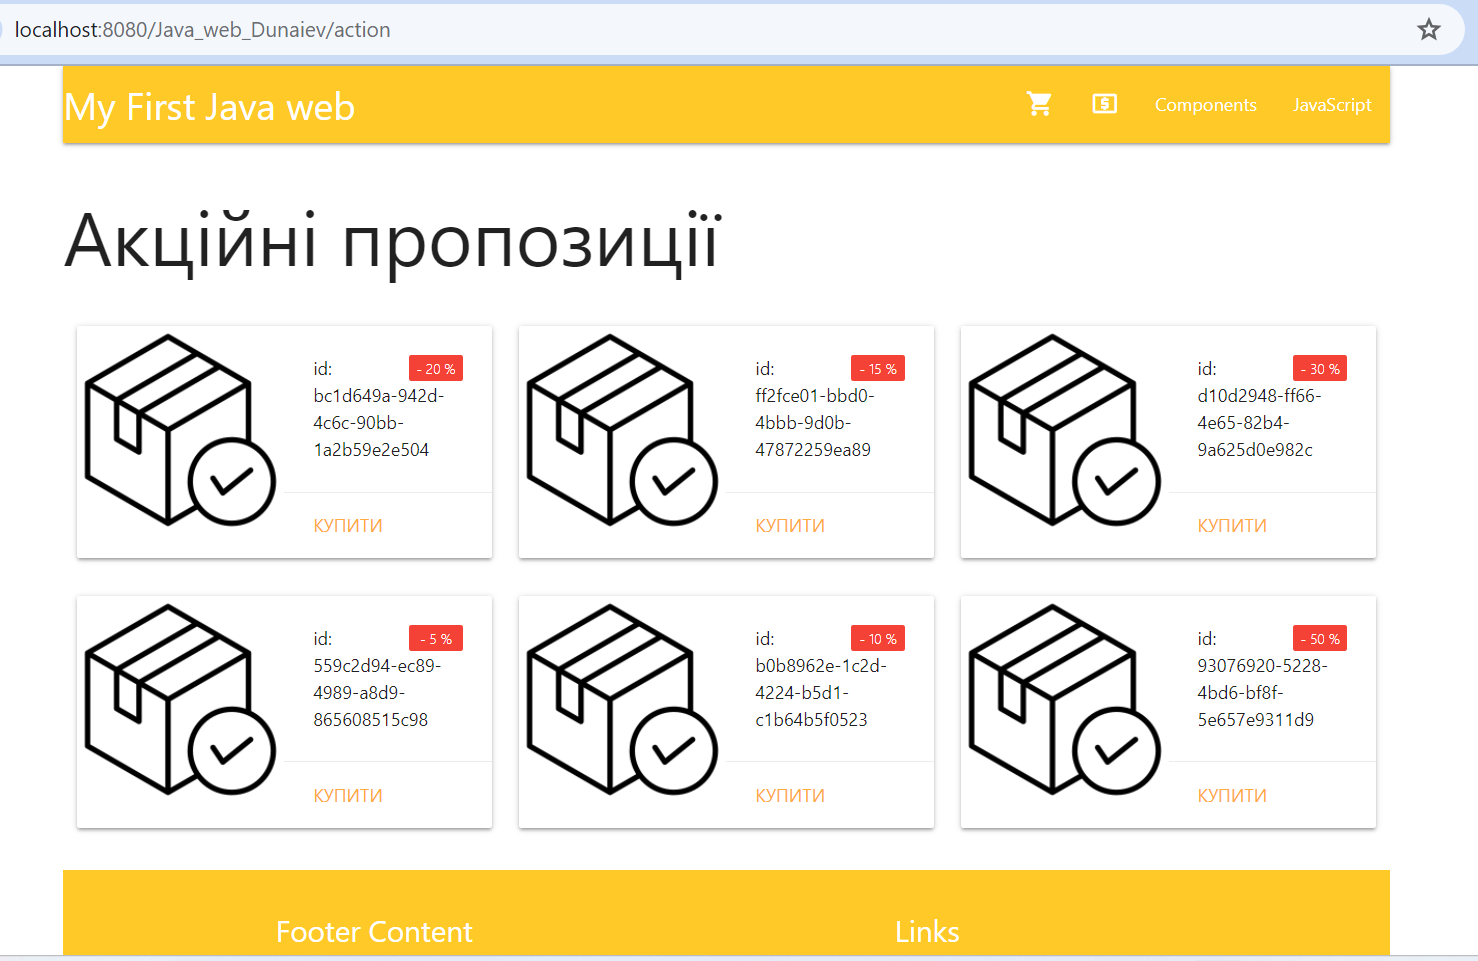 localhost:8080/Java_web_Dunaiev/action
My First Java web
Components
JavaScript
Акційні пропозиції
id:
- 20 %
bc1d649a-942d-
4c6c-90bb-
1a2b59e2e504
КУПИТИ
id:
- 15 %
ff2fce01-bbd0-
4bbb-9d0b-
47872259ea89
КУПИТИ
id:
- 30 %
d10d2948-ff66-
4e65-82b4-
9a625d0e982c
КУПИТИ
id:
- 5 %
559c2d94-ec89-
4989-a8d9-
865608515c98
КУПИТИ
id:
- 10 %
b0b8962e-1c2d-
4224-b5d1-
c1b64b5f0523
КУПИТИ
id:
- 50 %
93076920-5228-
4bd6-bf8f-
5e657e9311d9
КУПИТИ
Footer Content
Links